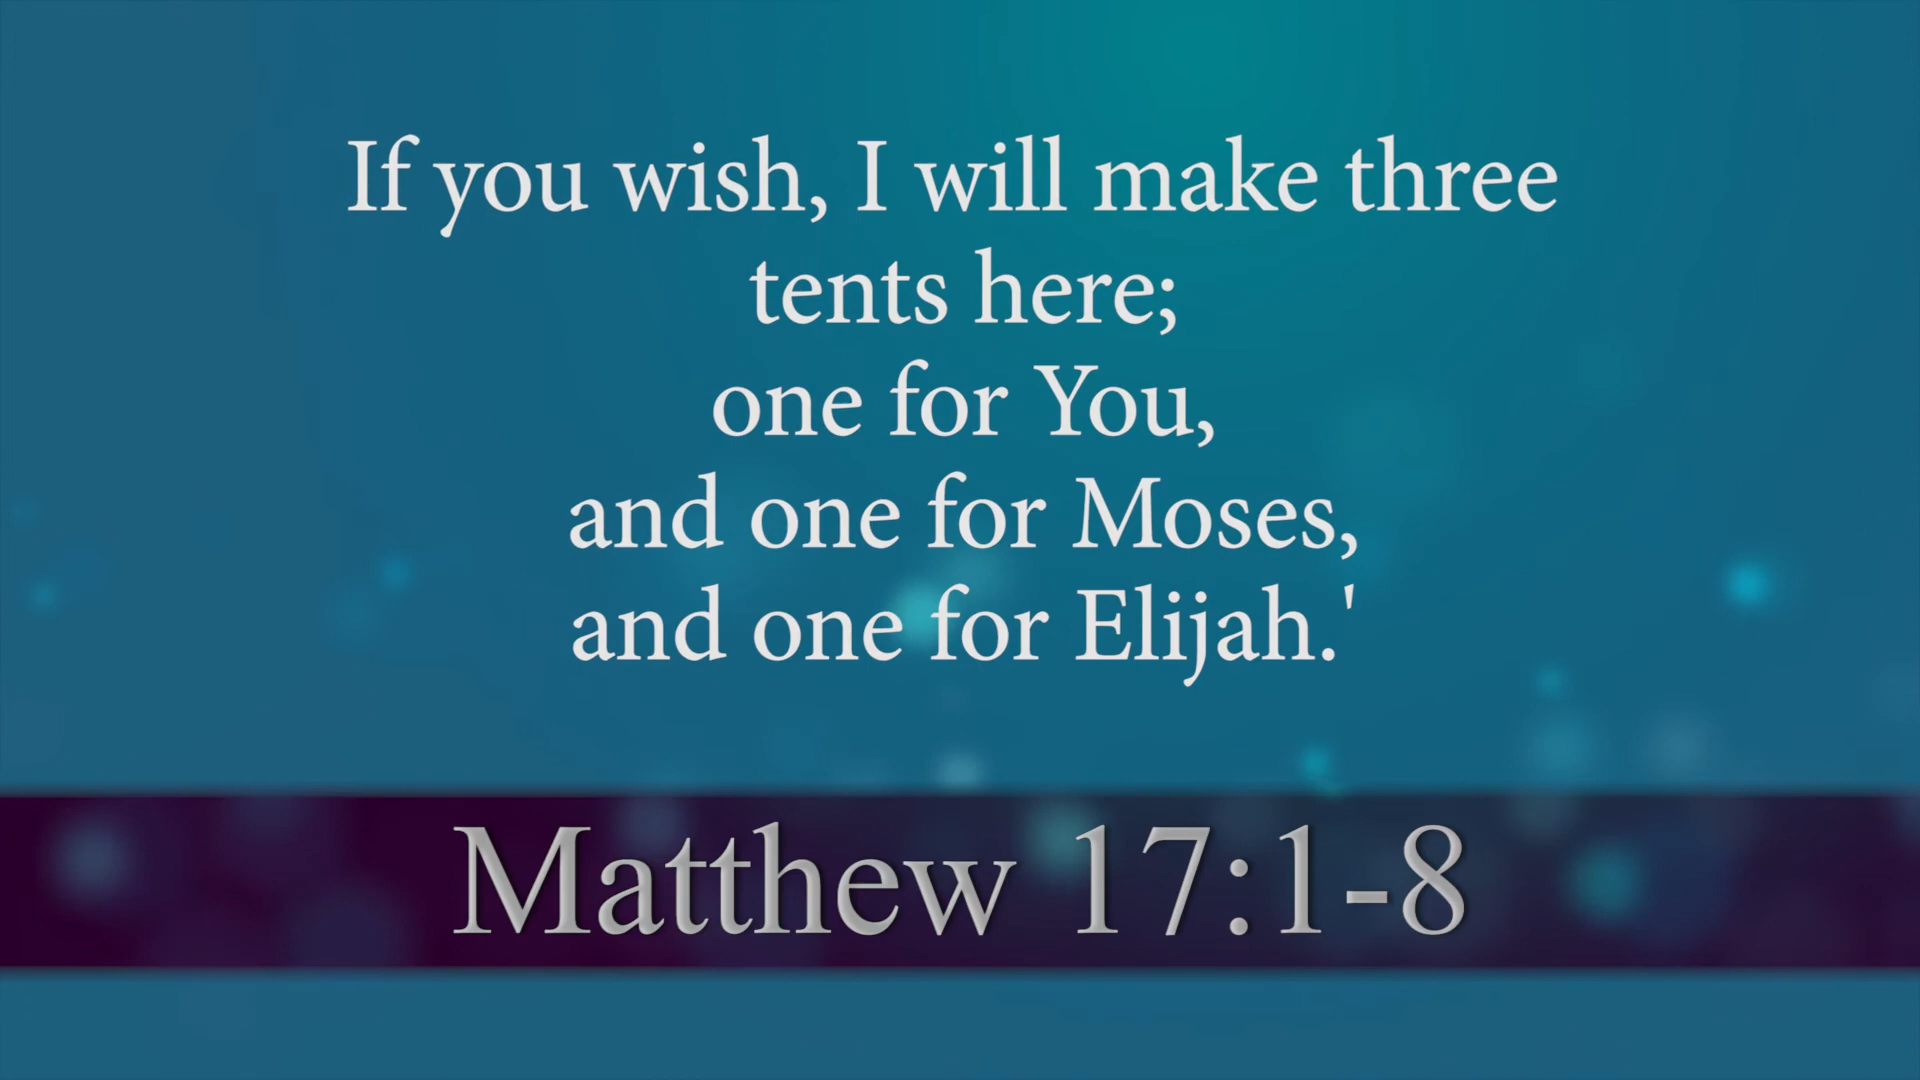 If you wish, I will make three
tents here;
one for You,
and one for Moses,
and one for Elijah.'
Matthew 17:1-8